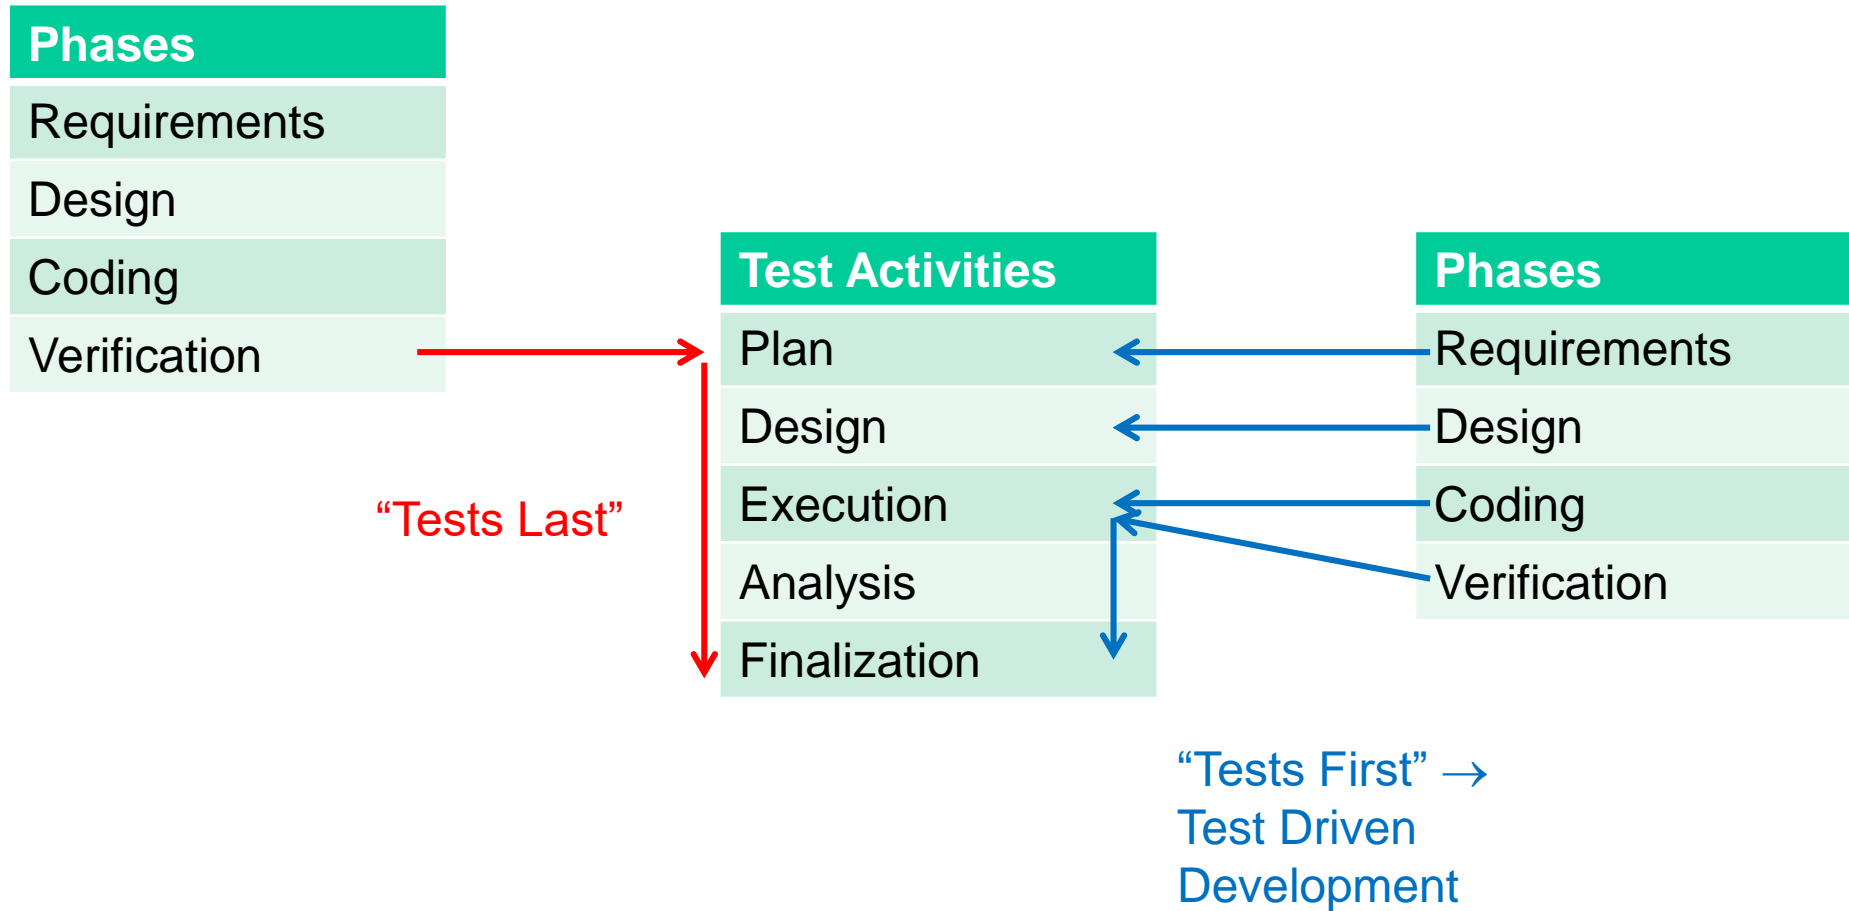 Phases
Requirements
Design
Coding
Verification
“Tests Last”
Test Activities
Plan
Design
Execution
Analysis
Finalization
Phases
Requirements
Design
Coding
Verification
“Tests First” →
Test Driven
Development